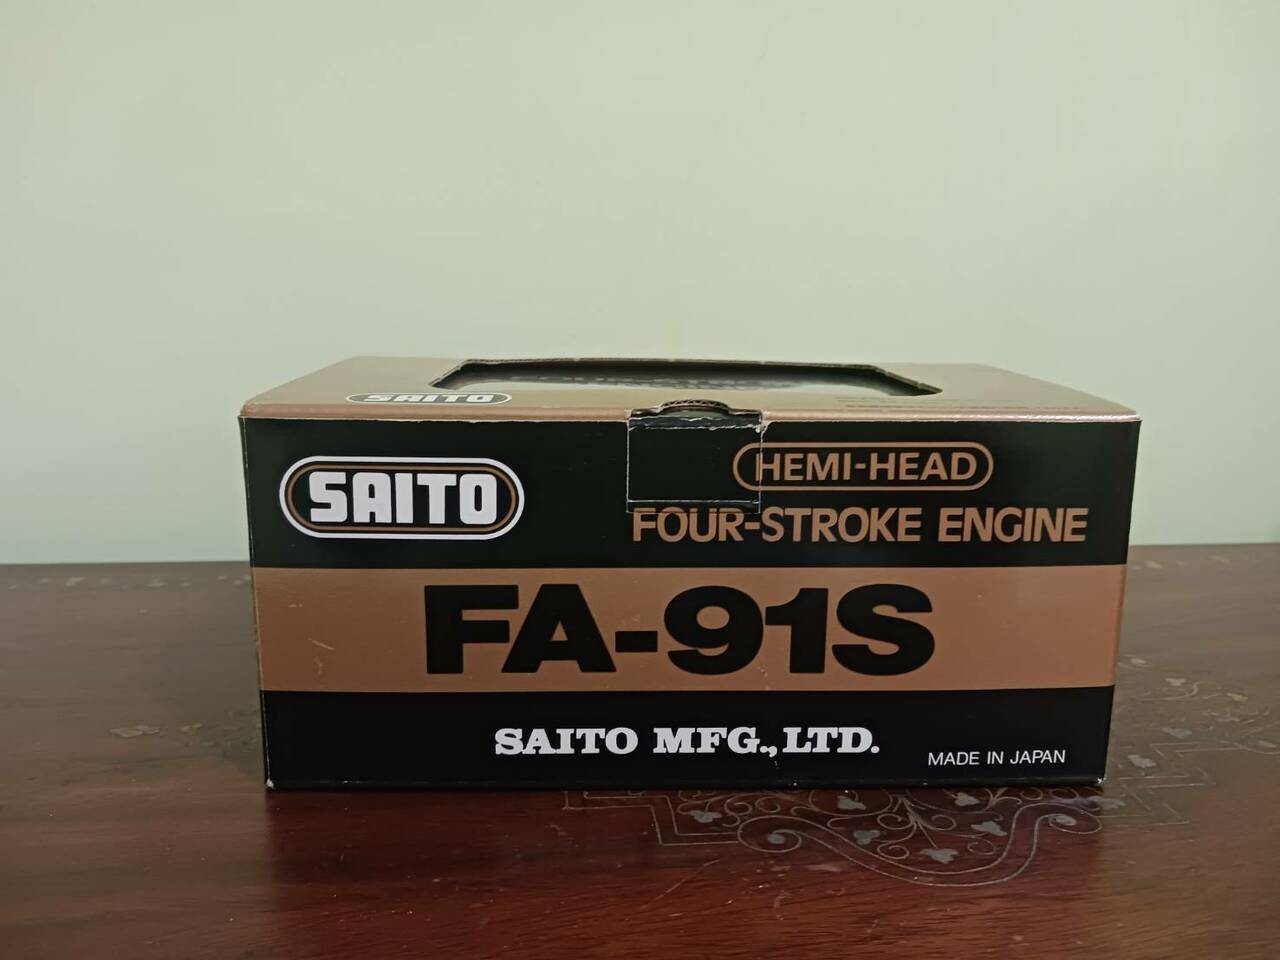 SAITO
SAITO
HEMI-HEAD
FOUR-STROKE ENGINE
FA-91S
SAITO MFG., LTD.
MADE IN JAPAN